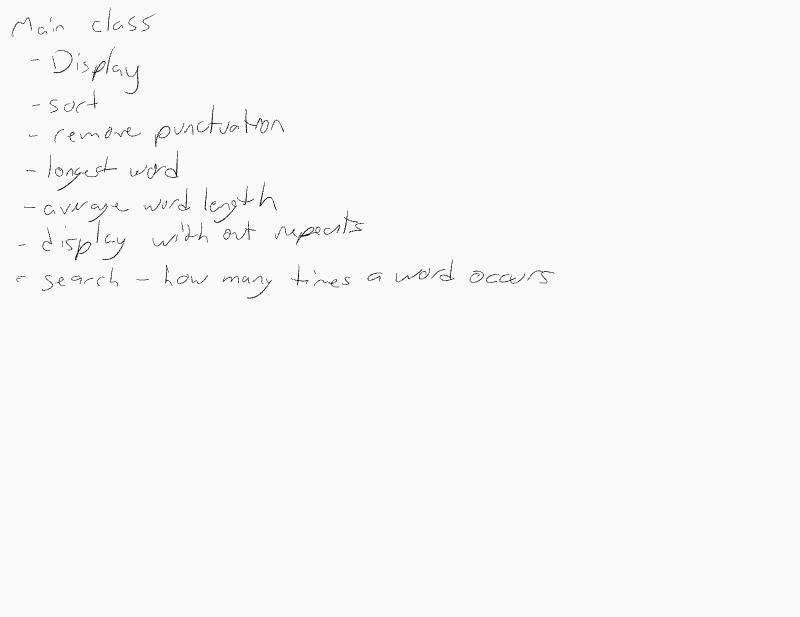 Main class
- Display
- sort
- remove punctuation
- longest word
- average word length
- display with out repeats
- search - how many times a word occurs